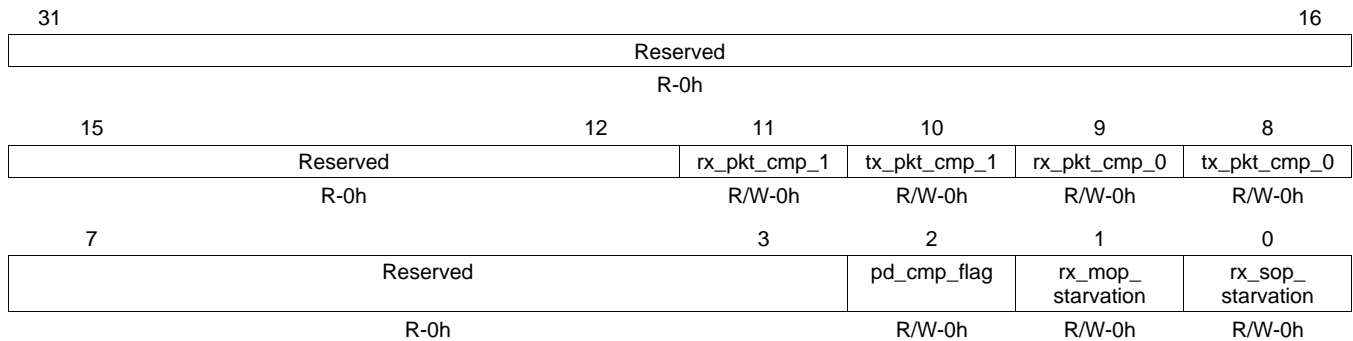 31 16
Reserved
R-0h
15 12 11 10 9 8
Reserved rx_pkt_cmp_1 tx_pkt_cmp_1 rx_pkt_cmp_0 tx_pkt_cmp_0
R-0h R/W-0h R/W-0h R/W-0h R/W-0h
7 3 2 1 0
Reserved pd_cmp_flag rx_mop_ rx_sop_
starvation starvation
R-0h R/W-0h R/W-0h R/W-0h